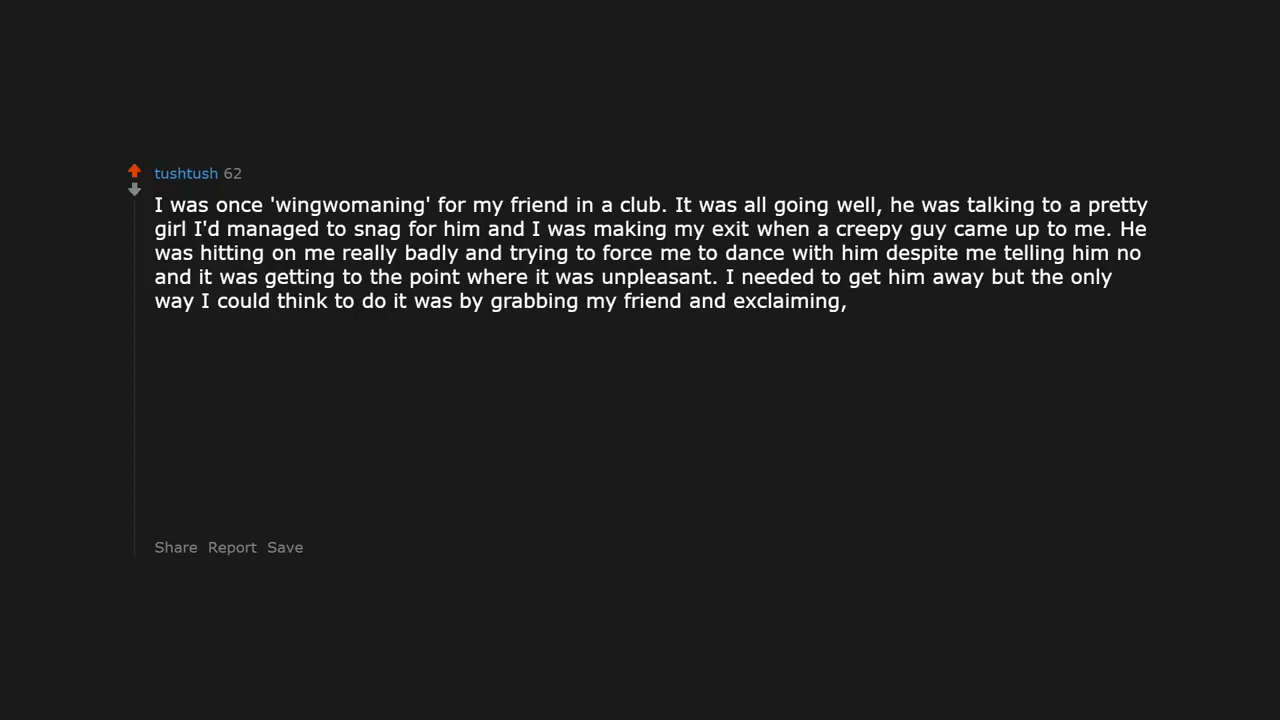 tushtush 62
I was once 'wingwomaning' for my friend in a club. It was all going well, he was talking to a pretty
girl I'd managed to snag for him and I was making my exit when a creepy guy came up to me. He
was hitting on me really badly and trying to force me to dance with him despite me telling him no
and it was getting to the point where it was unpleasant. I needed to get him away but the only
way I could think to do it was by grabbing my friend and exclaiming,
Share Report Save